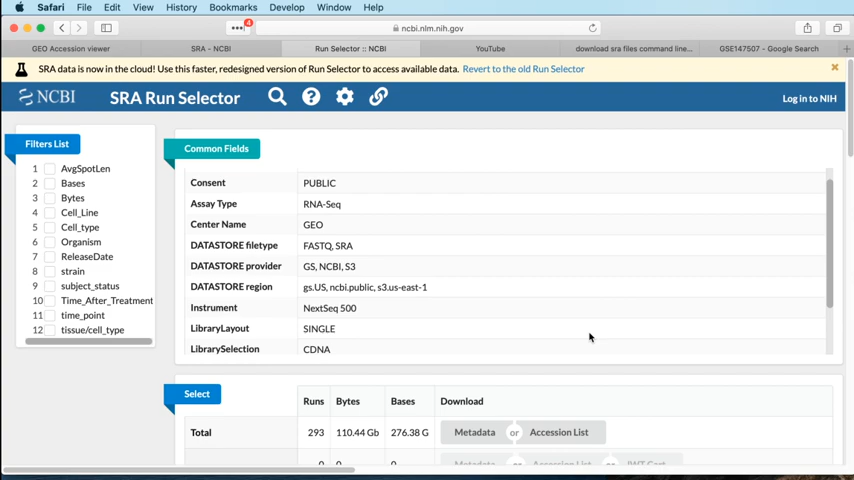 Safari File Edit View History Bookmarks Develop Window Help
4
ncbi.nlm.nih.gov
GEO Accession viewer SRA - NCBI Run Selector :: NCBI YouTube download sra files command line... GSE147507 - Google Search
SRA data is now in the cloud! Use this faster, redesigned version of Run Selector to access available data. Revert to the old Run Selector
NCBI SRA Run Selector Log in to NIH
Filters List
1 AvgSpotLen
2 Bases
3 Bytes
4 Cell_Line
5 Cell_type
6 Organism
7 ReleaseDate
8 strain
9 subject_status
10 Time_After_Treatment
11 time_point
12 tissue/cell_type
Common Fields
Consent PUBLIC
Assay Type RNA-Seq
Center Name GEO
DATASTORE filetype FASTQ, SRA
DATASTORE provider GS, NCBI, S3
DATASTORE region gs.US, ncbi.public, s3.us-east-1
Instrument NextSeq 500
LibraryLayout SINGLE
LibrarySelection CDNA
Select
Runs Bytes Bases Download
Total 293 110.44 Gb 276.38 G Metadata or Accession List